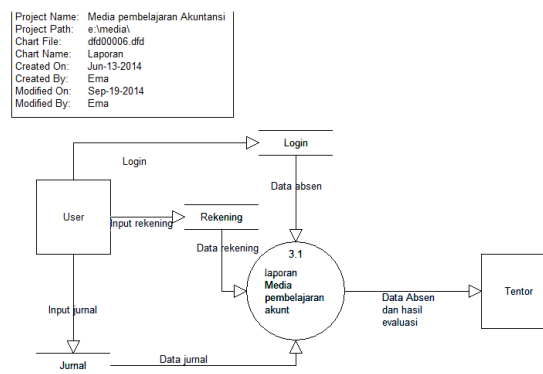 Project Name: Media pembelajaran Akuntansi
Project Path: e:\media\
Chart File: dfd00006.dfd
Chart Name: Laporan
Created On: Jun-13-2014
Created By: Ema
Modified On: Sep-19-2014
Modified By: Ema
Login
Login
Data absen
User
Input rekening
Rekening
Data rekening
3.1
laporan
Media
pembelajaran
akunt
Data Absen
dan hasil
evaluasi
Tentor
Input jurnal
Jurnal
Data jurnal